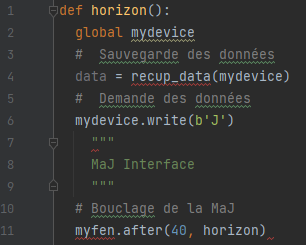 1 def horizon():
2 global mydevice
3 # Sauvegarde des données
4 data = recup_data(mydevice)
5 # Demande des données
6 mydevice.write(b'J')
7 """
8 MaJ Interface
9 """
10 # Bouclage de la MaJ
11 myfen.after(40, horizon)